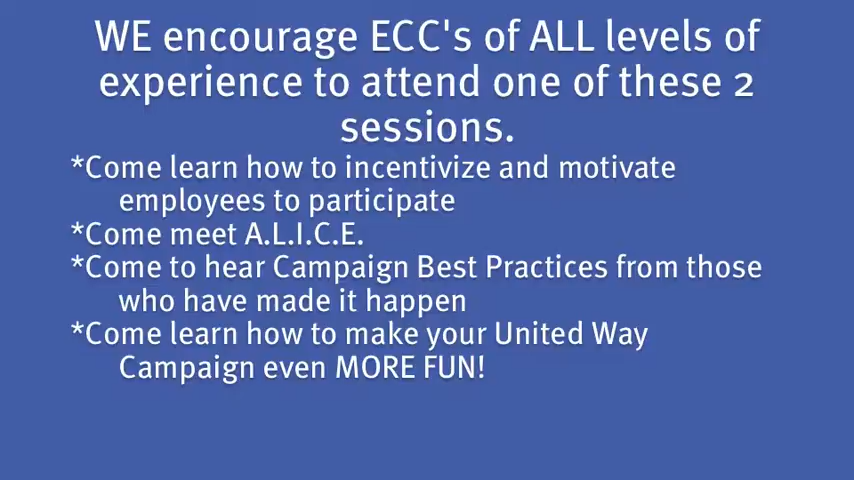 WE encourage ECC's of ALL levels of
experience to attend one of these 2
sessions.
*Come learn how to incentivize and motivate
employees to participate
*Come meet A.L.I.C.E.
*Come to hear Campaign Best Practices from those
who have made it happen
*Come learn how to make your United Way
Campaign even MORE FUN!